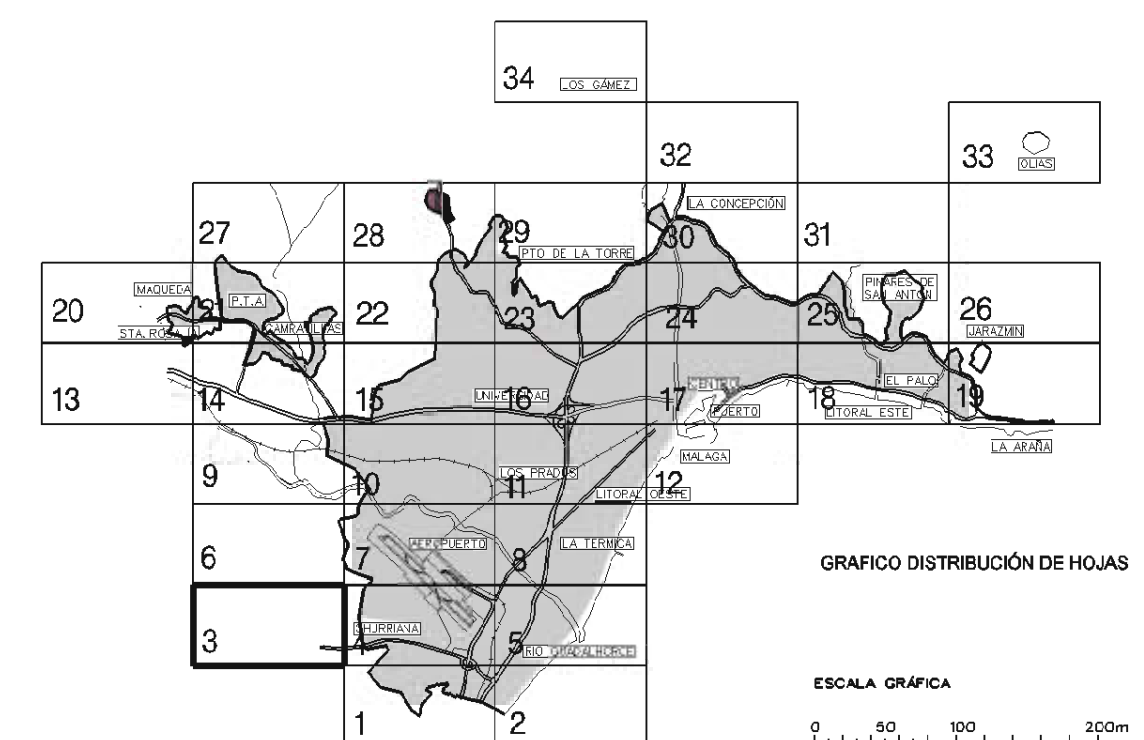 34
LOS GÁMEZ
32
33
OLIAS
LA CONCEPCIÓN
27
28
29
30
31
PTO DE LA TORRE
MAQUEDA
P.T.A.
PINARES DE
SAN ANTON
20
21
22
23
24
25
26
CAMPANILLAS
JARAZMIN
13
14
15
16
17
18
19
UNIVERSIDAD
CENTRO
PUERTO
EL PALO
LITORAL ESTE
LA ARAÑA
MALAGA
9
10
11
12
LOS PRADOS
LITORAL OESTE
6
7
8
AEROPUERTO
LA TERMICA
GRAFICO DISTRIBUCIÓN DE HOJAS
3
5
CHURRIANA
RIO GUADALHORCE
1
2
ESCALA GRÁFICA
0 50 100 200m